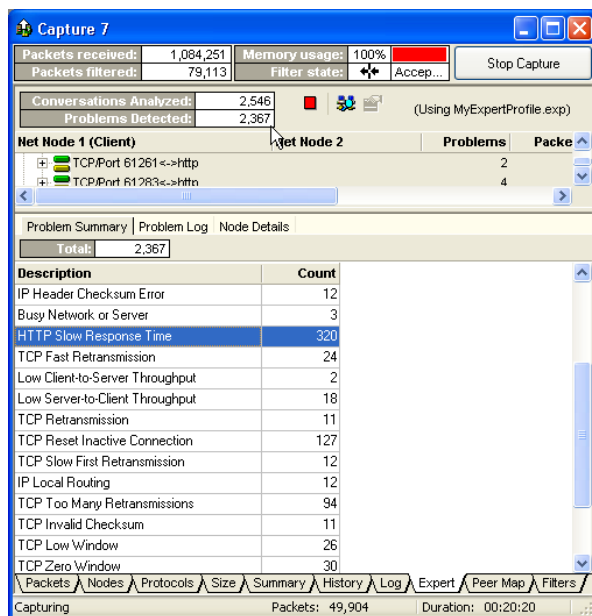 Capture 7
Packets received: 1,084,251 Memory usage: 100%
Packets filtered: 79,113 Filter state: Accep...
Stop Capture
Conversations Analyzed: 2,546
Problems Detected: 2,367
(Using MyExpertProfile.exp)
Net Node 1 (Client) Net Node 2 Problems Packe
TCP/Port 61261<->http 2
TCP/Port 61283<->http 4
Problem Summary Problem Log Node Details
Total: 2,367
Description Count
IP Header Checksum Error 12
Busy Network or Server 3
HTTP Slow Response Time 320
TCP Fast Retransmission 24
Low Client-to-Server Throughput 2
Low Server-to-Client Throughput 18
TCP Retransmission 11
TCP Reset Inactive Connection 127
TCP Slow First Retransmission 12
IP Local Routing 12
TCP Too Many Retransmissions 94
TCP Invalid Checksum 11
TCP Low Window 26
TCP Zero Window 30
Packets Nodes Protocols Size Summary History Log Expert Peer Map Filters
Capturing Packets: 49,904 Duration: 00:20:20